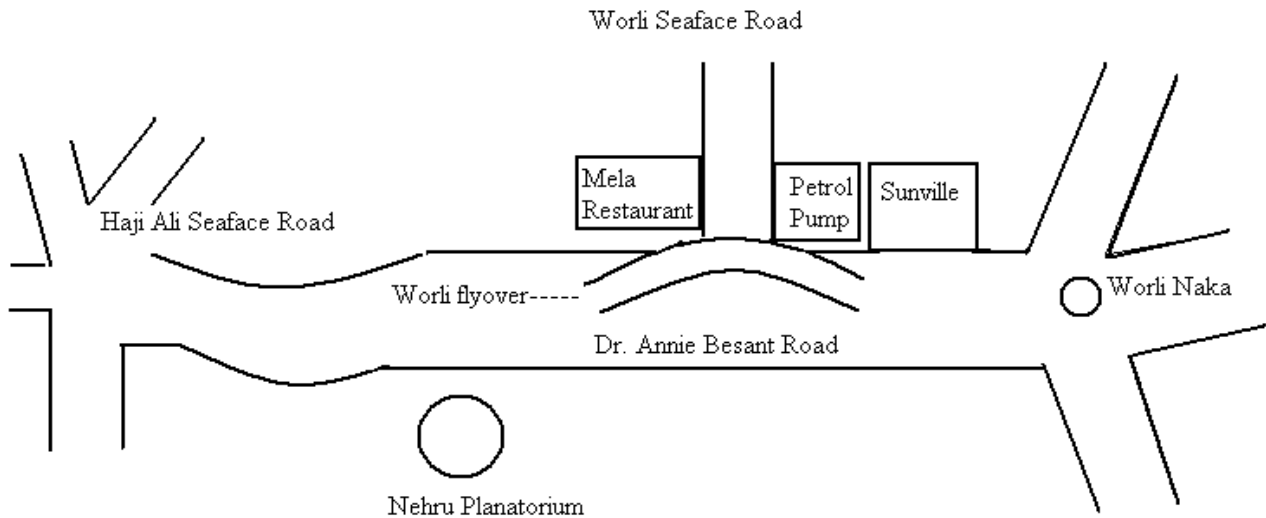 Worli Seaface Road
Mela
Restaurant
Petrol
Pump
Sunville
Haji Ali Seaface Road
Worli flyover-----
Worli Naka
Dr. Annie Besant Road
Nehru Planatorium